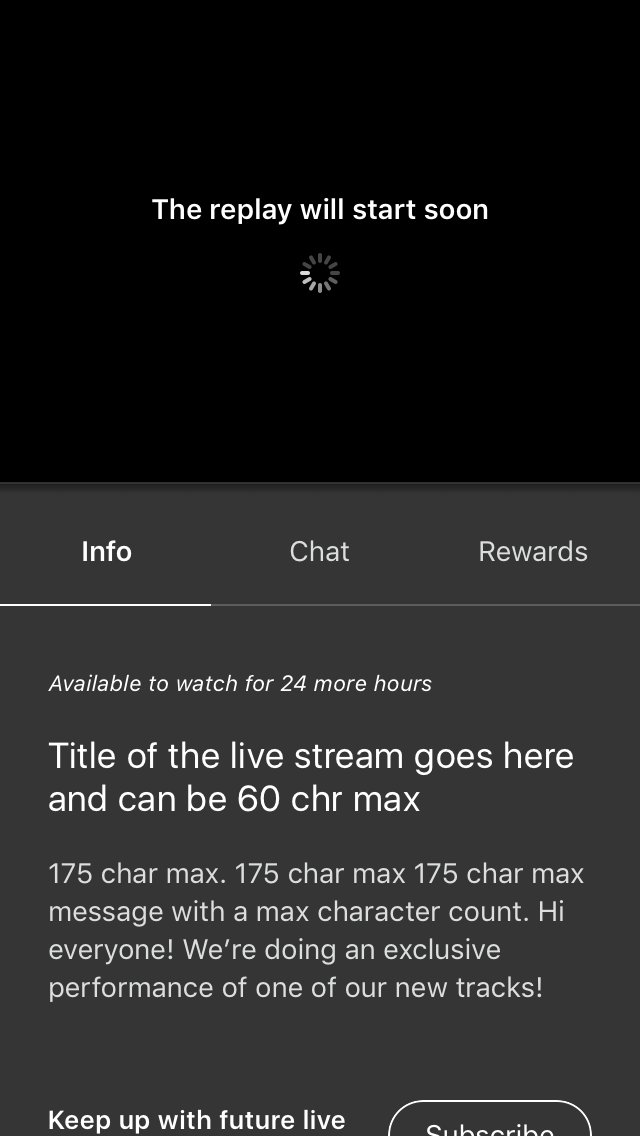 The replay will start soon
Info Chat Rewards
Available to watch for 24 more hours
Title of the live stream goes here
and can be 60 chr max
175 char max. 175 char max 175 char max
message with a max character count. Hi
everyone! We’re doing an exclusive
performance of one of our new tracks!
Keep up with future live
Subscribe